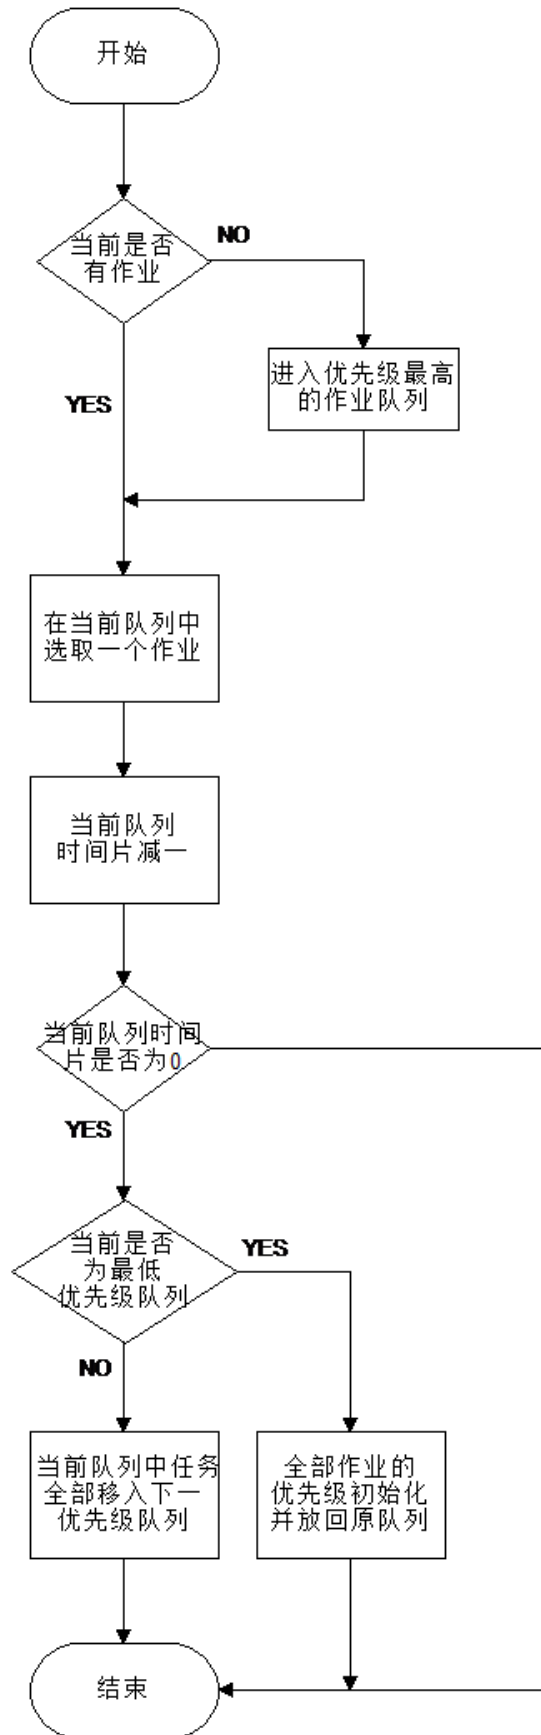 开始
当前是否
有作业
NO
进入优先级最高
的作业队列
YES
在当前队列中
选取一个作业
当前队列
时间片减一
当前队列时间
片是否为0
YES
当前是否
为最低
优先级队列
YES
NO
当前队列中任务
全部移入下一
优先级队列
全部作业的
优先级初始化
并放回原队列
结束